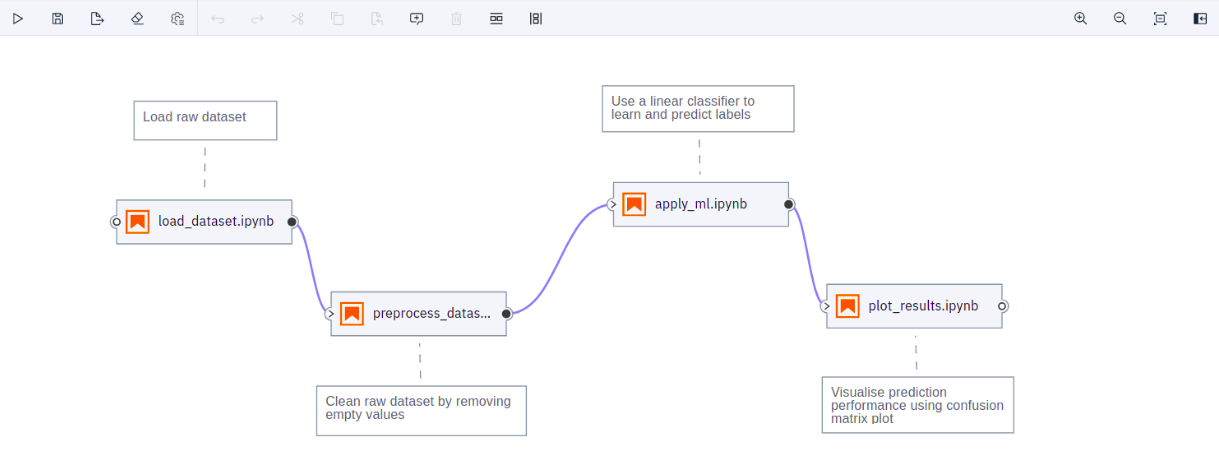 Load raw dataset
Use a linear classifier to
learn and predict labels
load_dataset.ipynb
apply_ml.ipynb
preprocess_datas...
plot_results.ipynb
Clean raw dataset by removing
empty values
Visualise prediction
performance using confusion
matrix plot